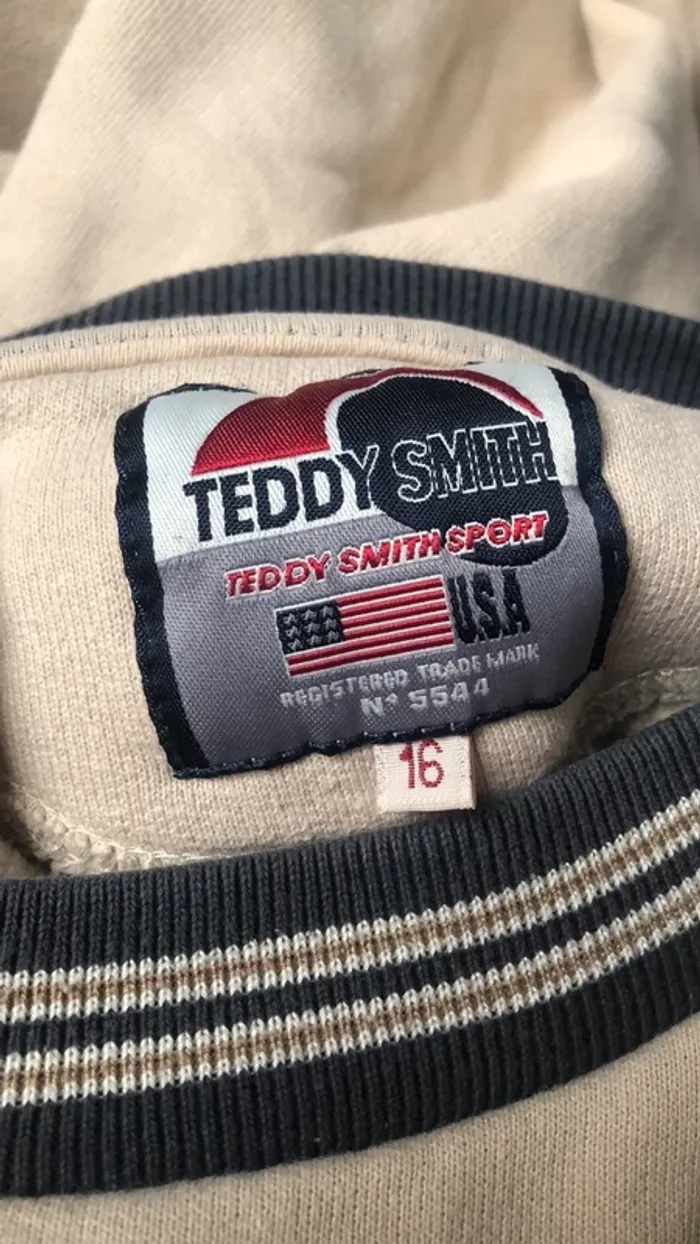 TEDDY SMITH
TEDDY SMITH SPORT
U.S.A
REGISTERED TRADE MARK
N° 5544
16